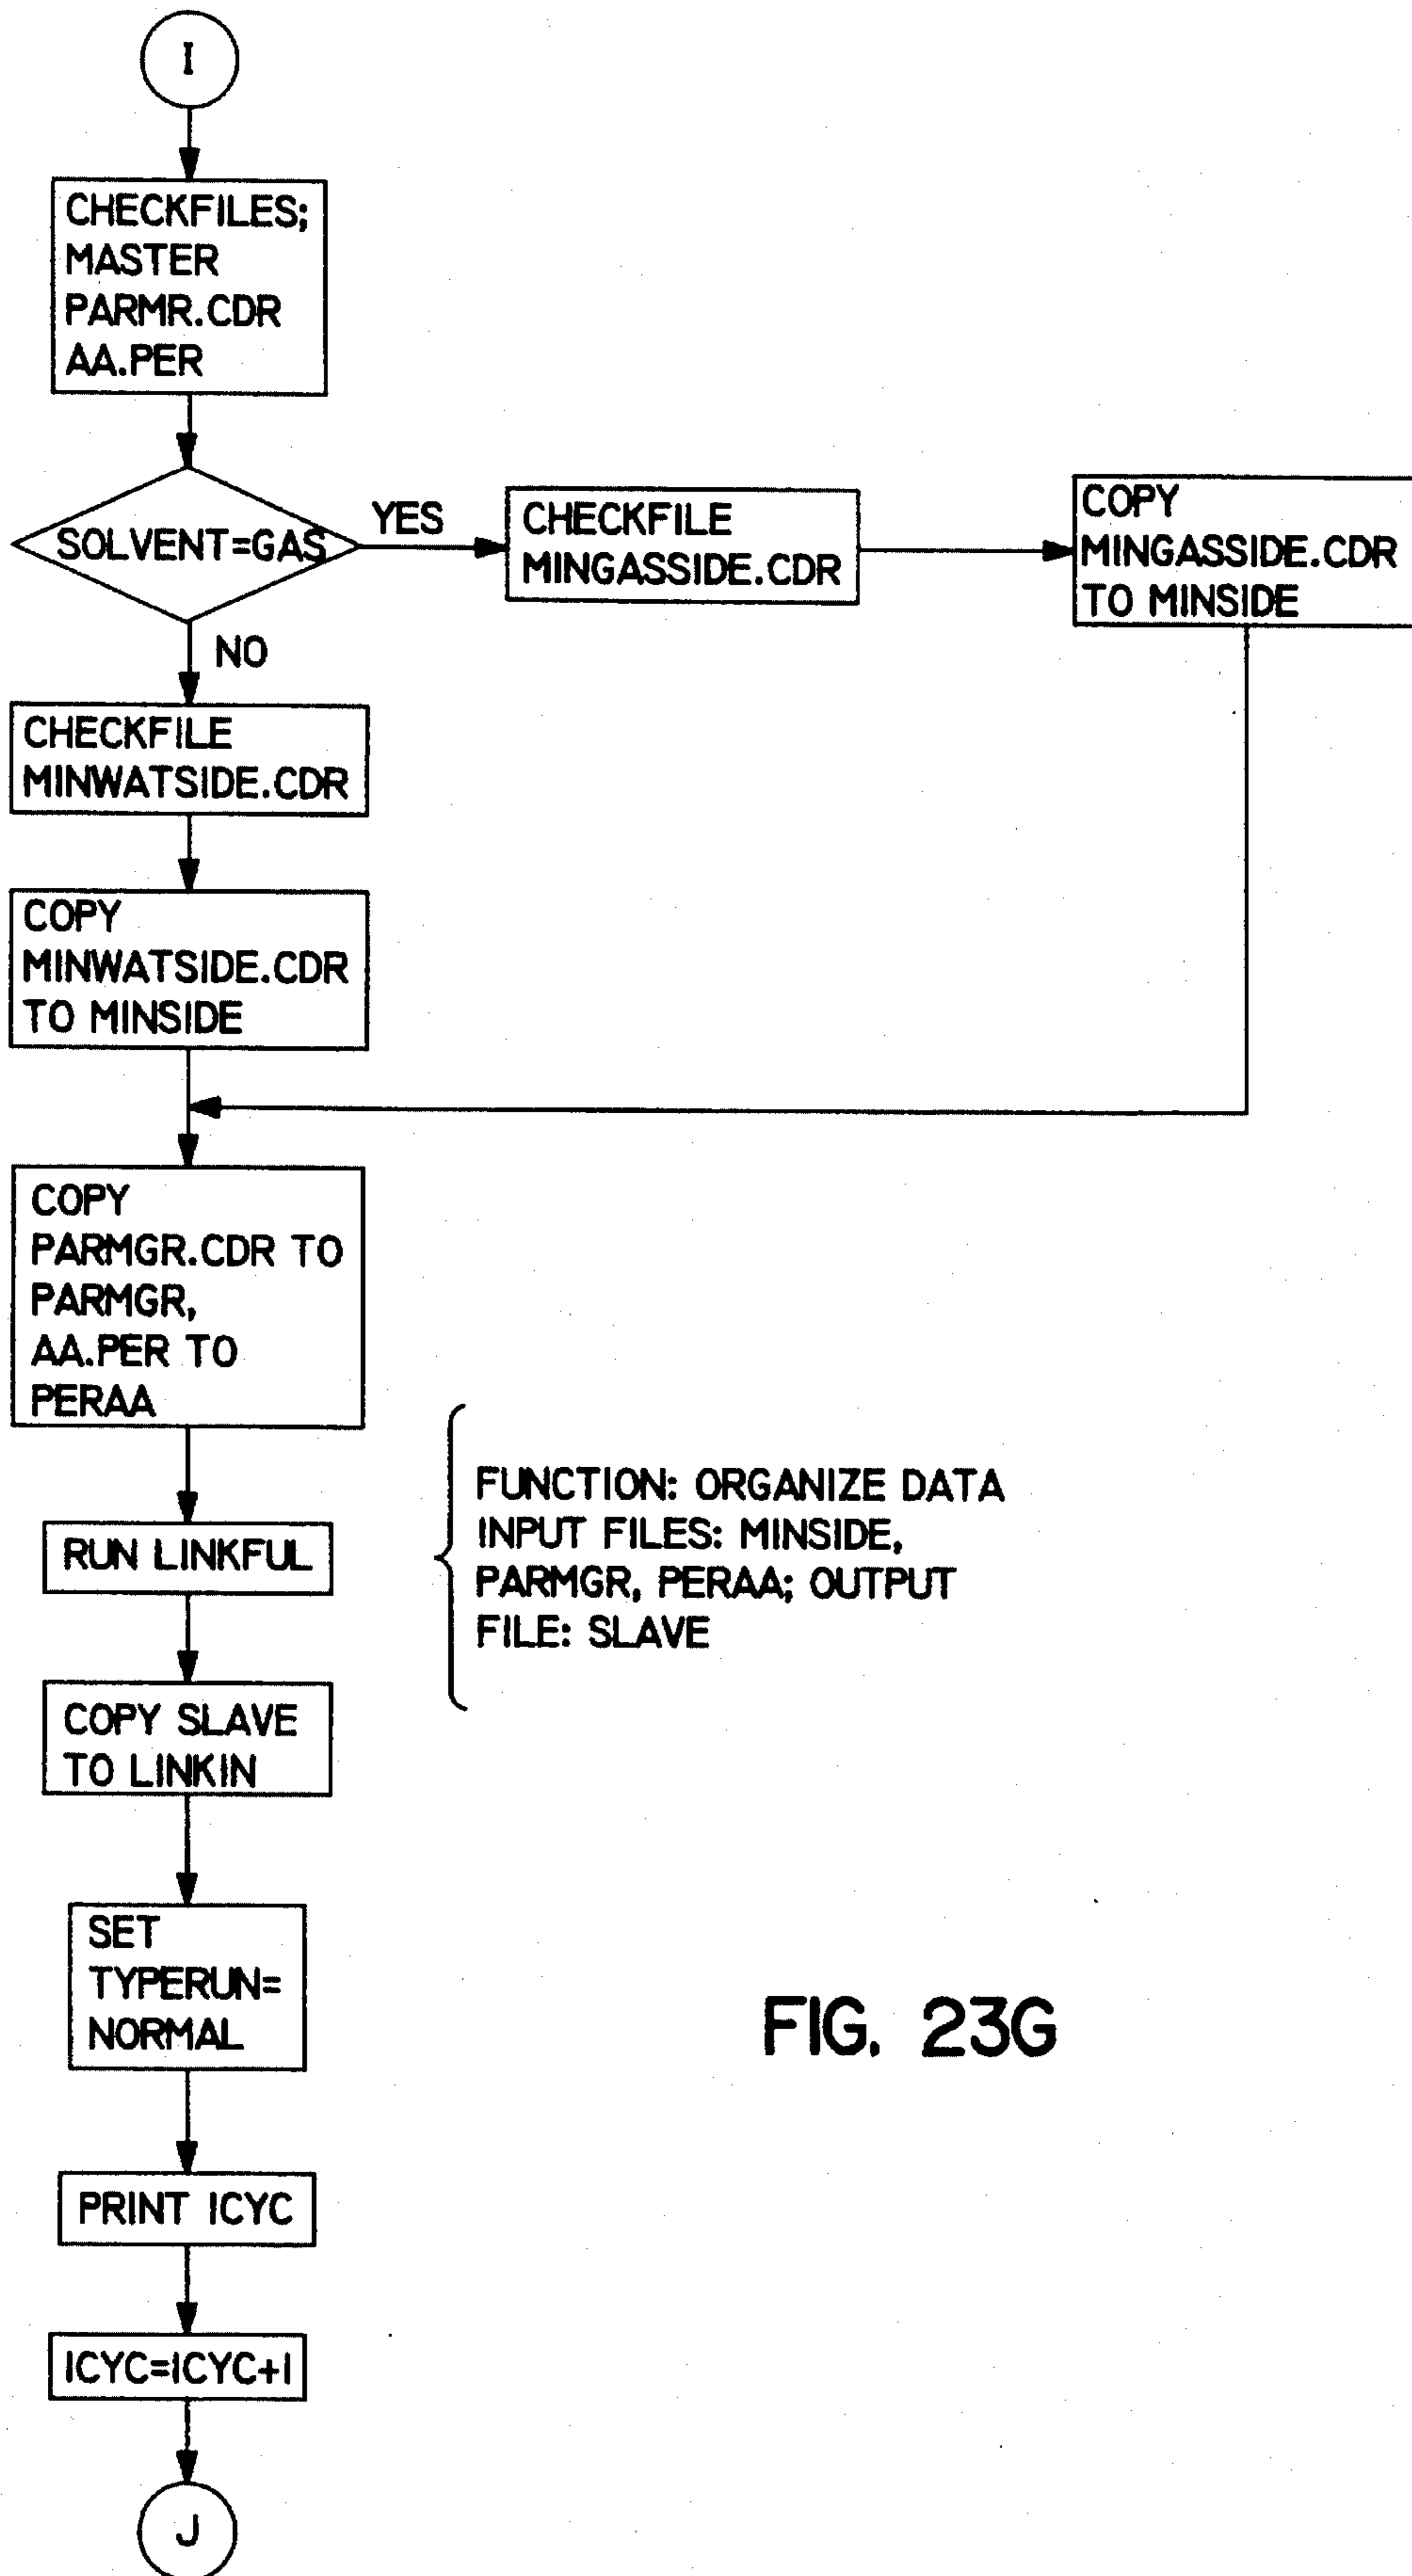 I
CHECKFILES;
MASTER
PARMR.CDR
AA.PER
SOLVENT=GAS
YES
CHECKFILE
MINGASSIDE.CDR
COPY
MINGASSIDE.CDR
TO MINSIDE
NO
CHECKFILE
MINWATSIDE.CDR
COPY
MINWATSIDE.CDR
TO MINSIDE
COPY
PARMGR.CDR TO
PARMGR,
AA.PER TO
PERAA
FUNCTION: ORGANIZE DATA
INPUT FILES: MINSIDE,
PARMGR, PERAA; OUTPUT
FILE: SLAVE
RUN LINKFUL
COPY SLAVE
TO LINKIN
SET
TYPERUN=
NORMAL
FIG. 23G
PRINT ICYC
ICYC=ICYC+I
J